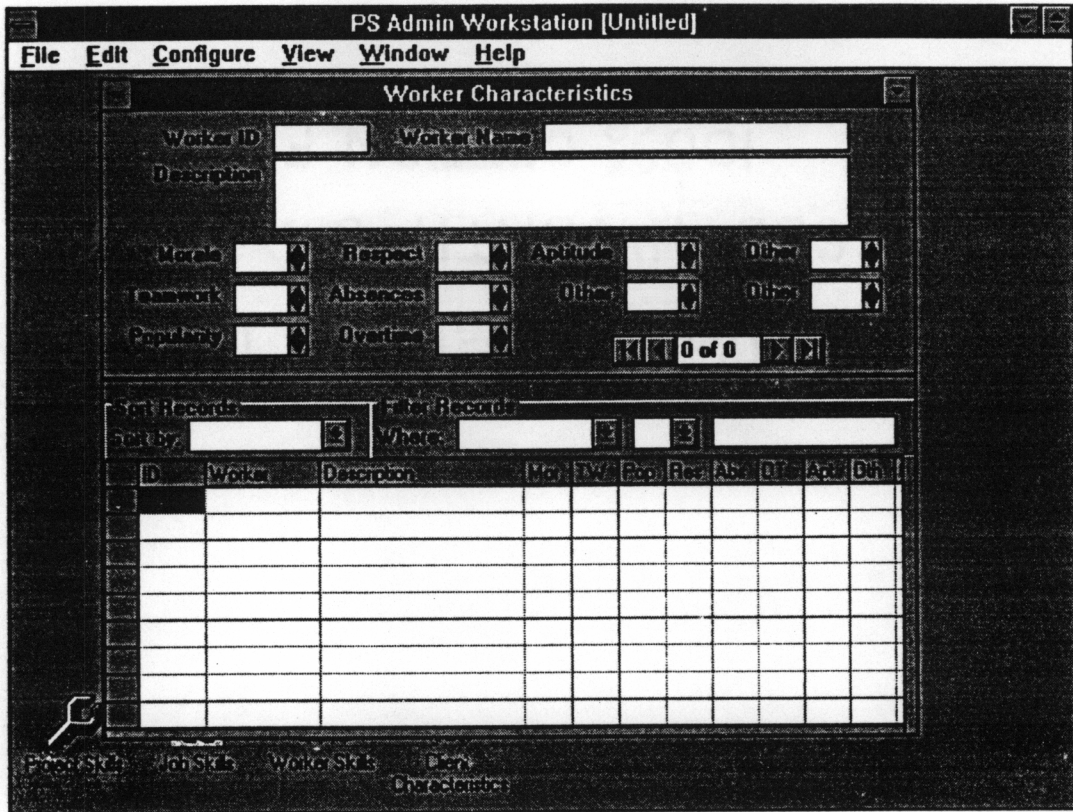 PS Admin Workstation [Untitled]
File Edit Configure View Window Help
Worker Characteristics
Worker ID Worker Name
Description
Morale Respect Aptitude Other
Teamwork Absences Other Other
Popularity Overtime
0 of 0
Sort Records Filter Records
Sort by: Where:
ID Worker Description Mor TW Pop Res Abs OT Apt Oth
Project Skills Job Skills Worker Skills Client
Characteristics